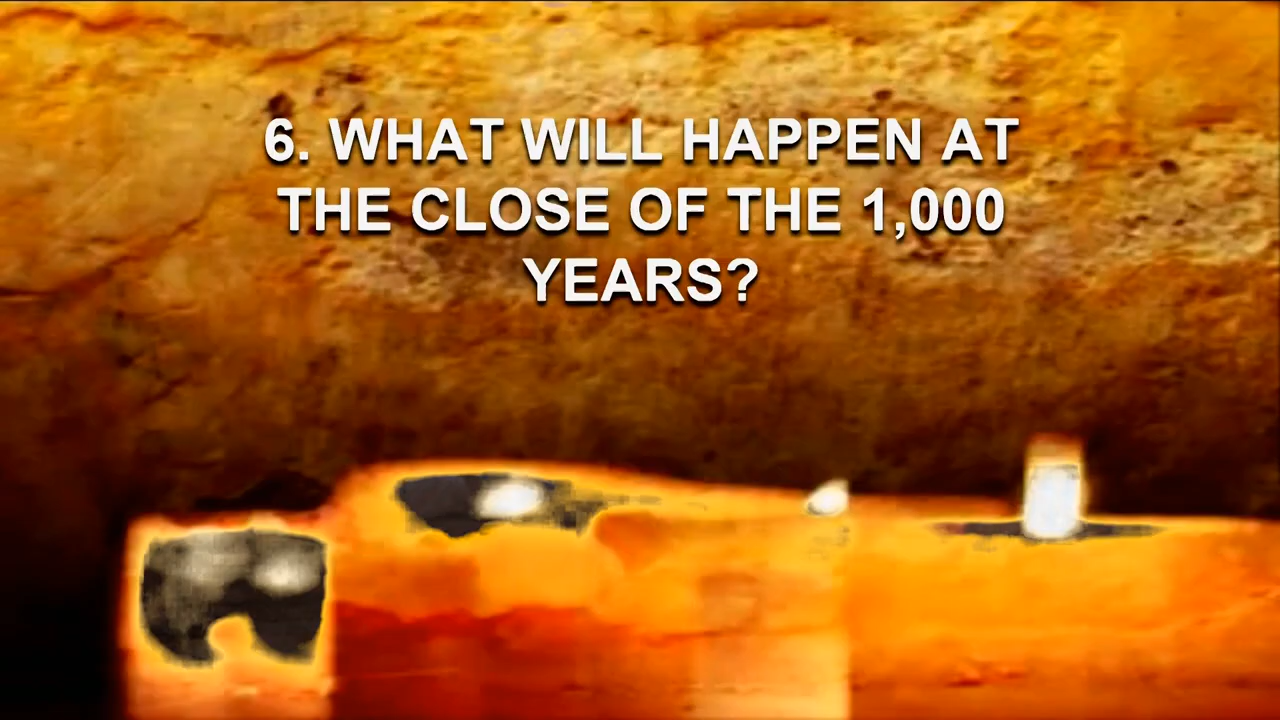 6. WHAT WILL HAPPEN AT
THE CLOSE OF THE 1,000
YEARS?